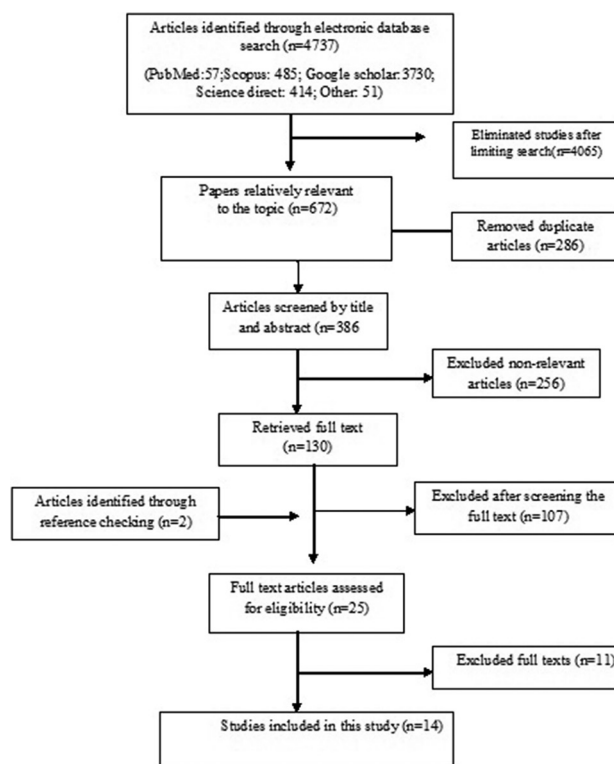 Articles identified through electronic database
search (n=4737)
(PubMed:57;Scopus: 485; Google scholar:3730;
Science direct: 414; Other: 51)
Eliminated studies after
limiting search(n=4065)
Papers relatively relevant
to the topic (n=672)
Removed duplicate
articles (n=286)
Articles screened by title
and abstract (n=386
Excluded non-relevant
articles (n=256)
Retrieved full text
(n=130)
Articles identified through
reference checking (n=2)
Excluded after screening the
full text (n=107)
Full text articles assessed
for eligibility (n=25)
Excluded full texts (n=11)
Studies included in this study (n=14)